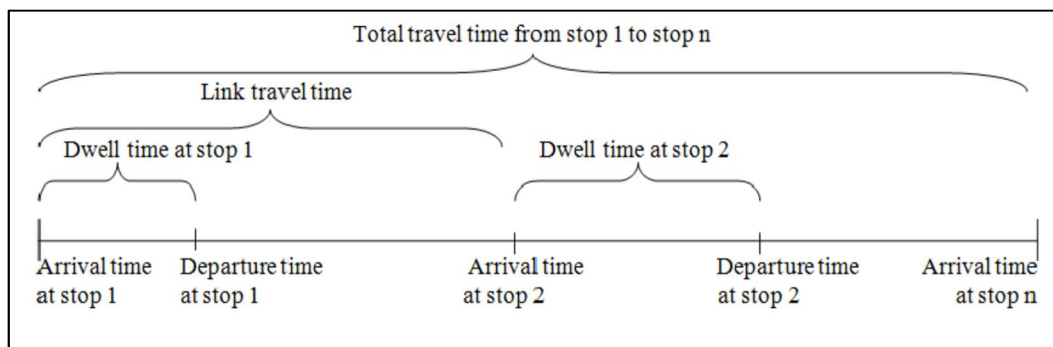 Total travel time from stop 1 to stop n
Link travel time
Dwell time at stop 1
Dwell time at stop 2
Arrival time
at stop 1
Departure time
at stop 1
Arrival time
at stop 2
Departure time
at stop 2
Arrival time
at stop n